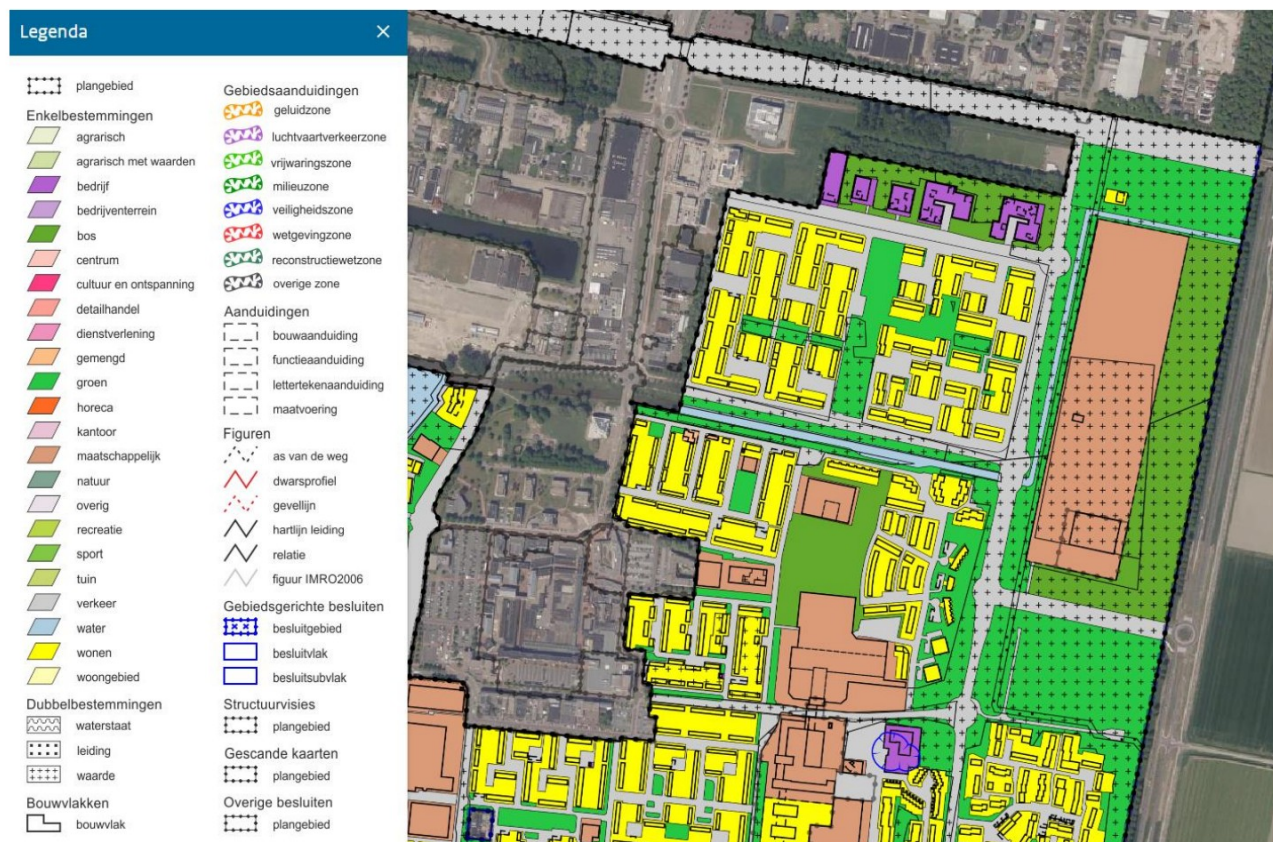 Legenda
plangebied
Enkelbestemmingen
agrarisch
agrarisch met waarden
bedrijf
bedrijventerrein
bos
centrum
cultuur en ontspanning
detailhandel
dienstverlening
gemengd
groen
horeca
kantoor
maatschappelijk
natuur
overig
recreatie
sport
tuin
verkeer
water
wonen
woongebied
Dubbelbestemmingen
waterstaat
leiding
waarde
Bouwvlakken
bouwvlak
Gebiedsaanduidingen
geluidzone
luchtvaartverkeerzone
vrijwaringszone
milieuzone
veiligheidszone
wetgevingzone
reconstructiewetzone
overige zone
Aanduidingen
bouwaanduiding
functieaanduiding
lettertekenaanduiding
maatvoering
Figuren
as van de weg
dwarsprofiel
gevellijn
hartlijn leiding
relatie
figuur IMRO2006
Gebiedsgerichte besluiten
besluitgebied
besluitvlak
besluitsubvlak
Structuurvisies
plangebied
Gescande kaarten
plangebied
Overige besluiten
plangebied